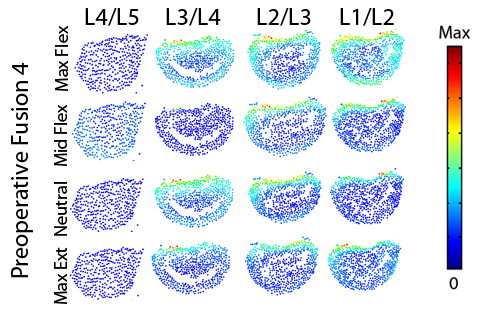 L4/L5 L3/L4 L2/L3 L1/L2
Max
Preoperative Fusion 4
Max Flex
Mid Flex
Neutral
Max Ext
0